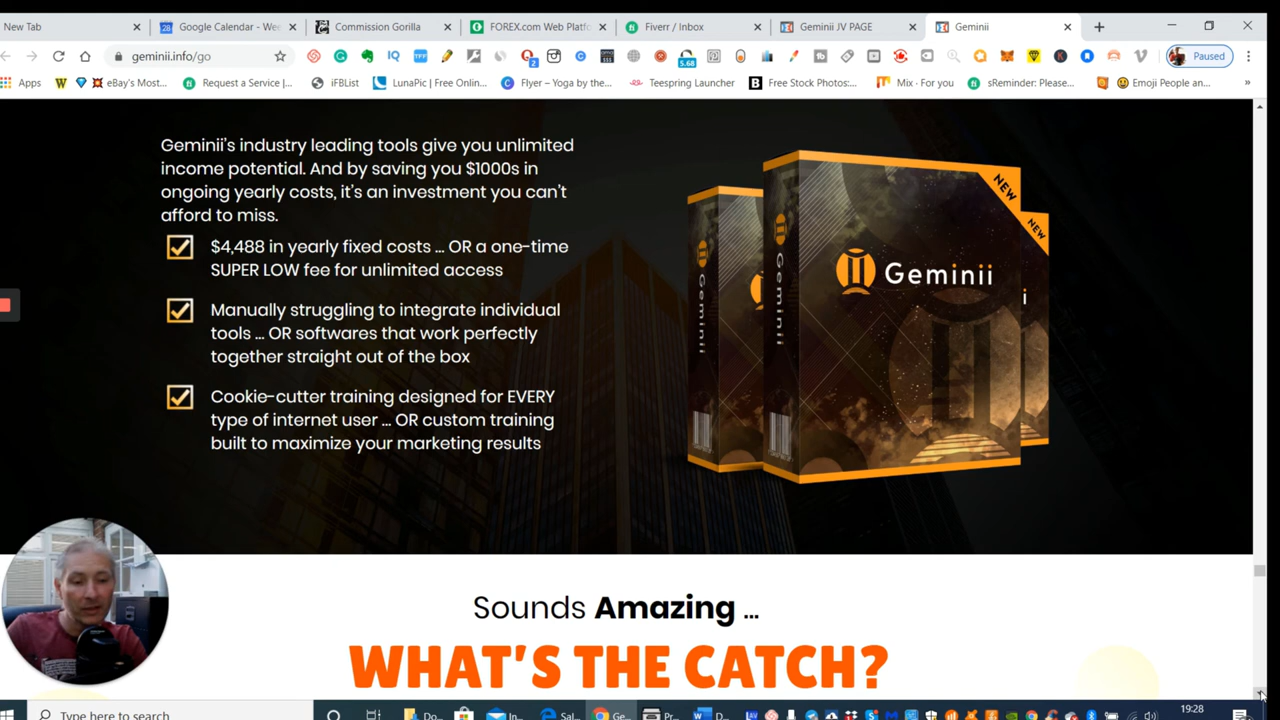 New Tab
Google Calendar - Wee
Commission Gorilla
FOREX.com Web Platfo
Fiverr / Inbox
Geminii JV PAGE
Geminii
geminii.info/go
Paused
Apps
eBay's Most...
Request a Service |...
iFBList
LunaPic | Free Onlin...
Flyer – Yoga by the...
Teespring Launcher
Free Stock Photos:...
Mix · For you
sReminder: Please...
Emoji People an...
Geminii's industry leading tools give you unlimited
income potential. And by saving you $1000s in
ongoing yearly costs, it's an investment you can't
afford to miss.
$4,488 in yearly fixed costs ... OR a one-time
SUPER LOW fee for unlimited access
Manually struggling to integrate individual
tools ... OR softwares that work perfectly
together straight out of the box
Cookie-cutter training designed for EVERY
type of internet user ... OR custom training
built to maximize your marketing results
NEW
NEW
Geminii
Geminii
Geminii
Sounds Amazing ...
WHAT'S THE CATCH?
Type here to search
Do...
In...
Sal...
Ge...
Pr...
D...
19:28